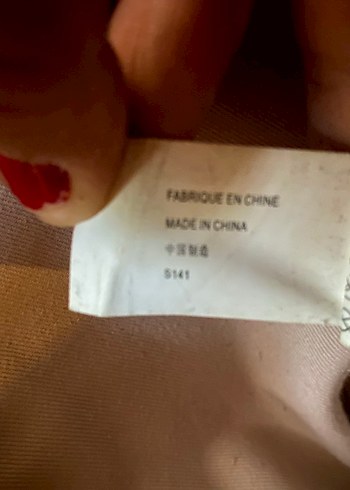 FABRIQUE EN CHINE
MADE IN CHINA
中国制造
S141